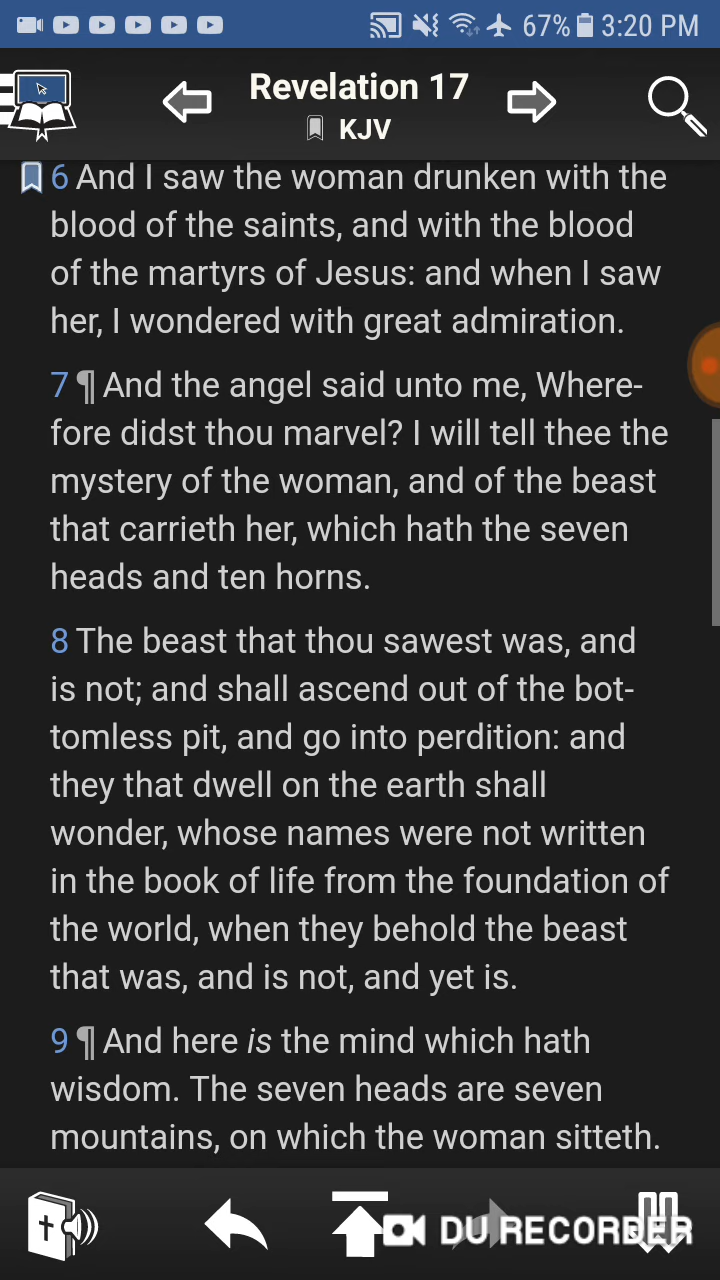 67% 3:20 PM
Revelation 17
KJV
6 And I saw the woman drunken with the
blood of the saints, and with the blood
of the martyrs of Jesus: and when I saw
her, I wondered with great admiration.
7 ¶ And the angel said unto me, Where-
fore didst thou marvel? I will tell thee the
mystery of the woman, and of the beast
that carrieth her, which hath the seven
heads and ten horns.
8 The beast that thou sawest was, and
is not; and shall ascend out of the bot-
tomless pit, and go into perdition: and
they that dwell on the earth shall
wonder, whose names were not written
in the book of life from the foundation of
the world, when they behold the beast
that was, and is not, and yet is.
9 ¶ And here is the mind which hath
wisdom. The seven heads are seven
mountains, on which the woman sitteth.
DU RECORDER